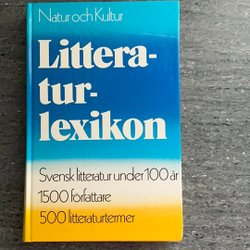 Natur och Kultur
Littera-
tur-
lexikon
Svensk litteratur under 100 år
1500 författare
500 litteraturtermer